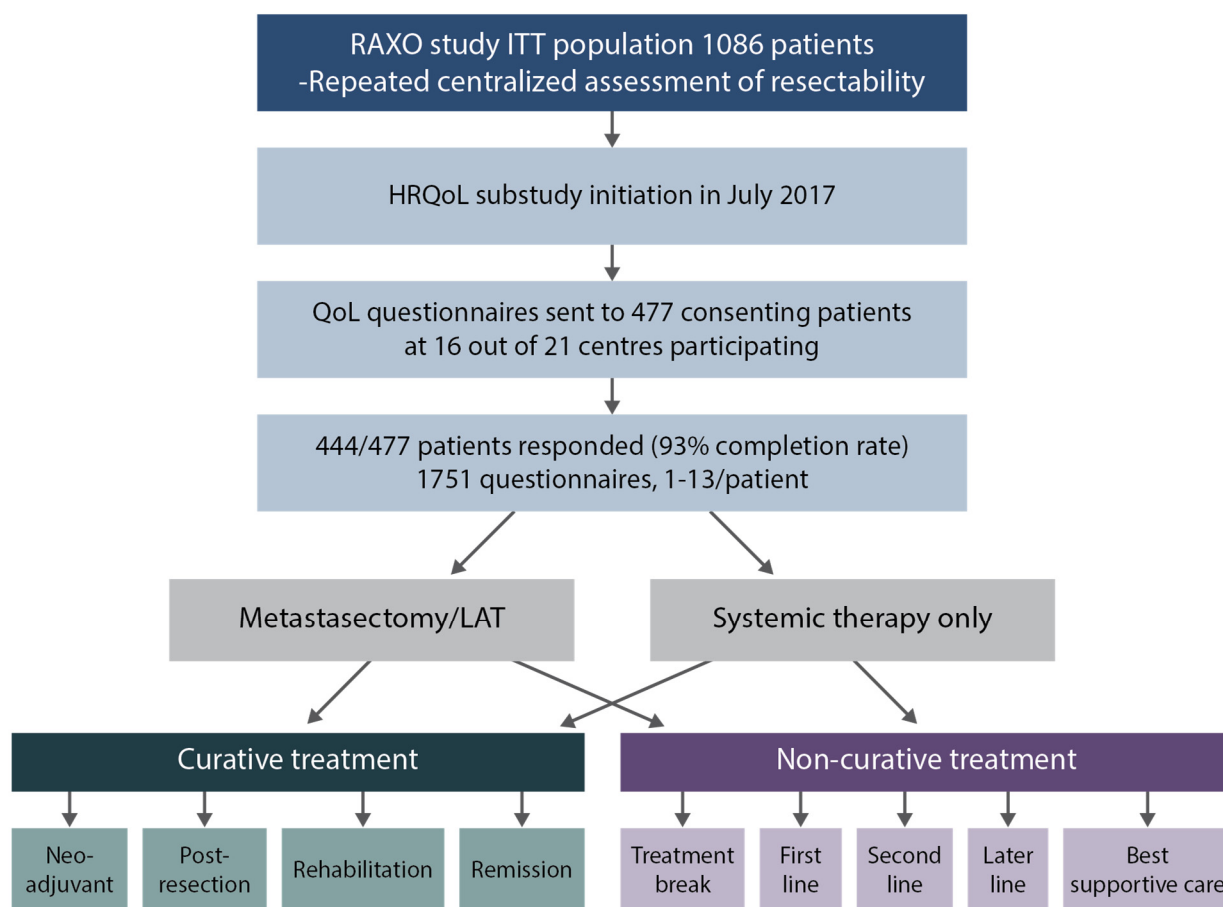 RAXO study ITT population 1086 patients
-Repeated centralized assessment of resectability
HRQoL substudy initiation in July 2017
QoL questionnaires sent to 477 consenting patients
at 16 out of 21 centres participating
444/477 patients responded (93% completion rate)
1751 questionnaires, 1-13/patient
Metastasectomy/LAT
Systemic therapy only
Curative treatment
Non-curative treatment
Neo-
adjuvant
Post-
resection
Rehabilitation
Remission
Treatment
break
First
line
Second
line
Later
line
Best
supportive care